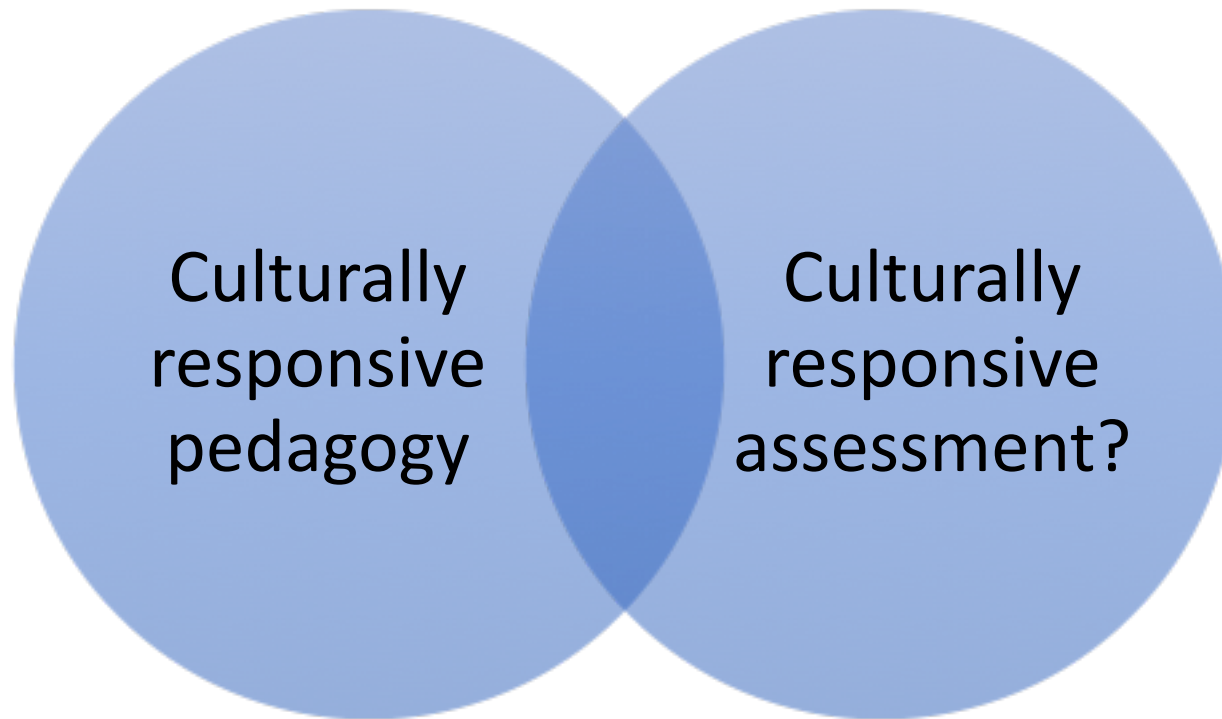 Culturally
responsive
pedagogy
Culturally
responsive
assessment?